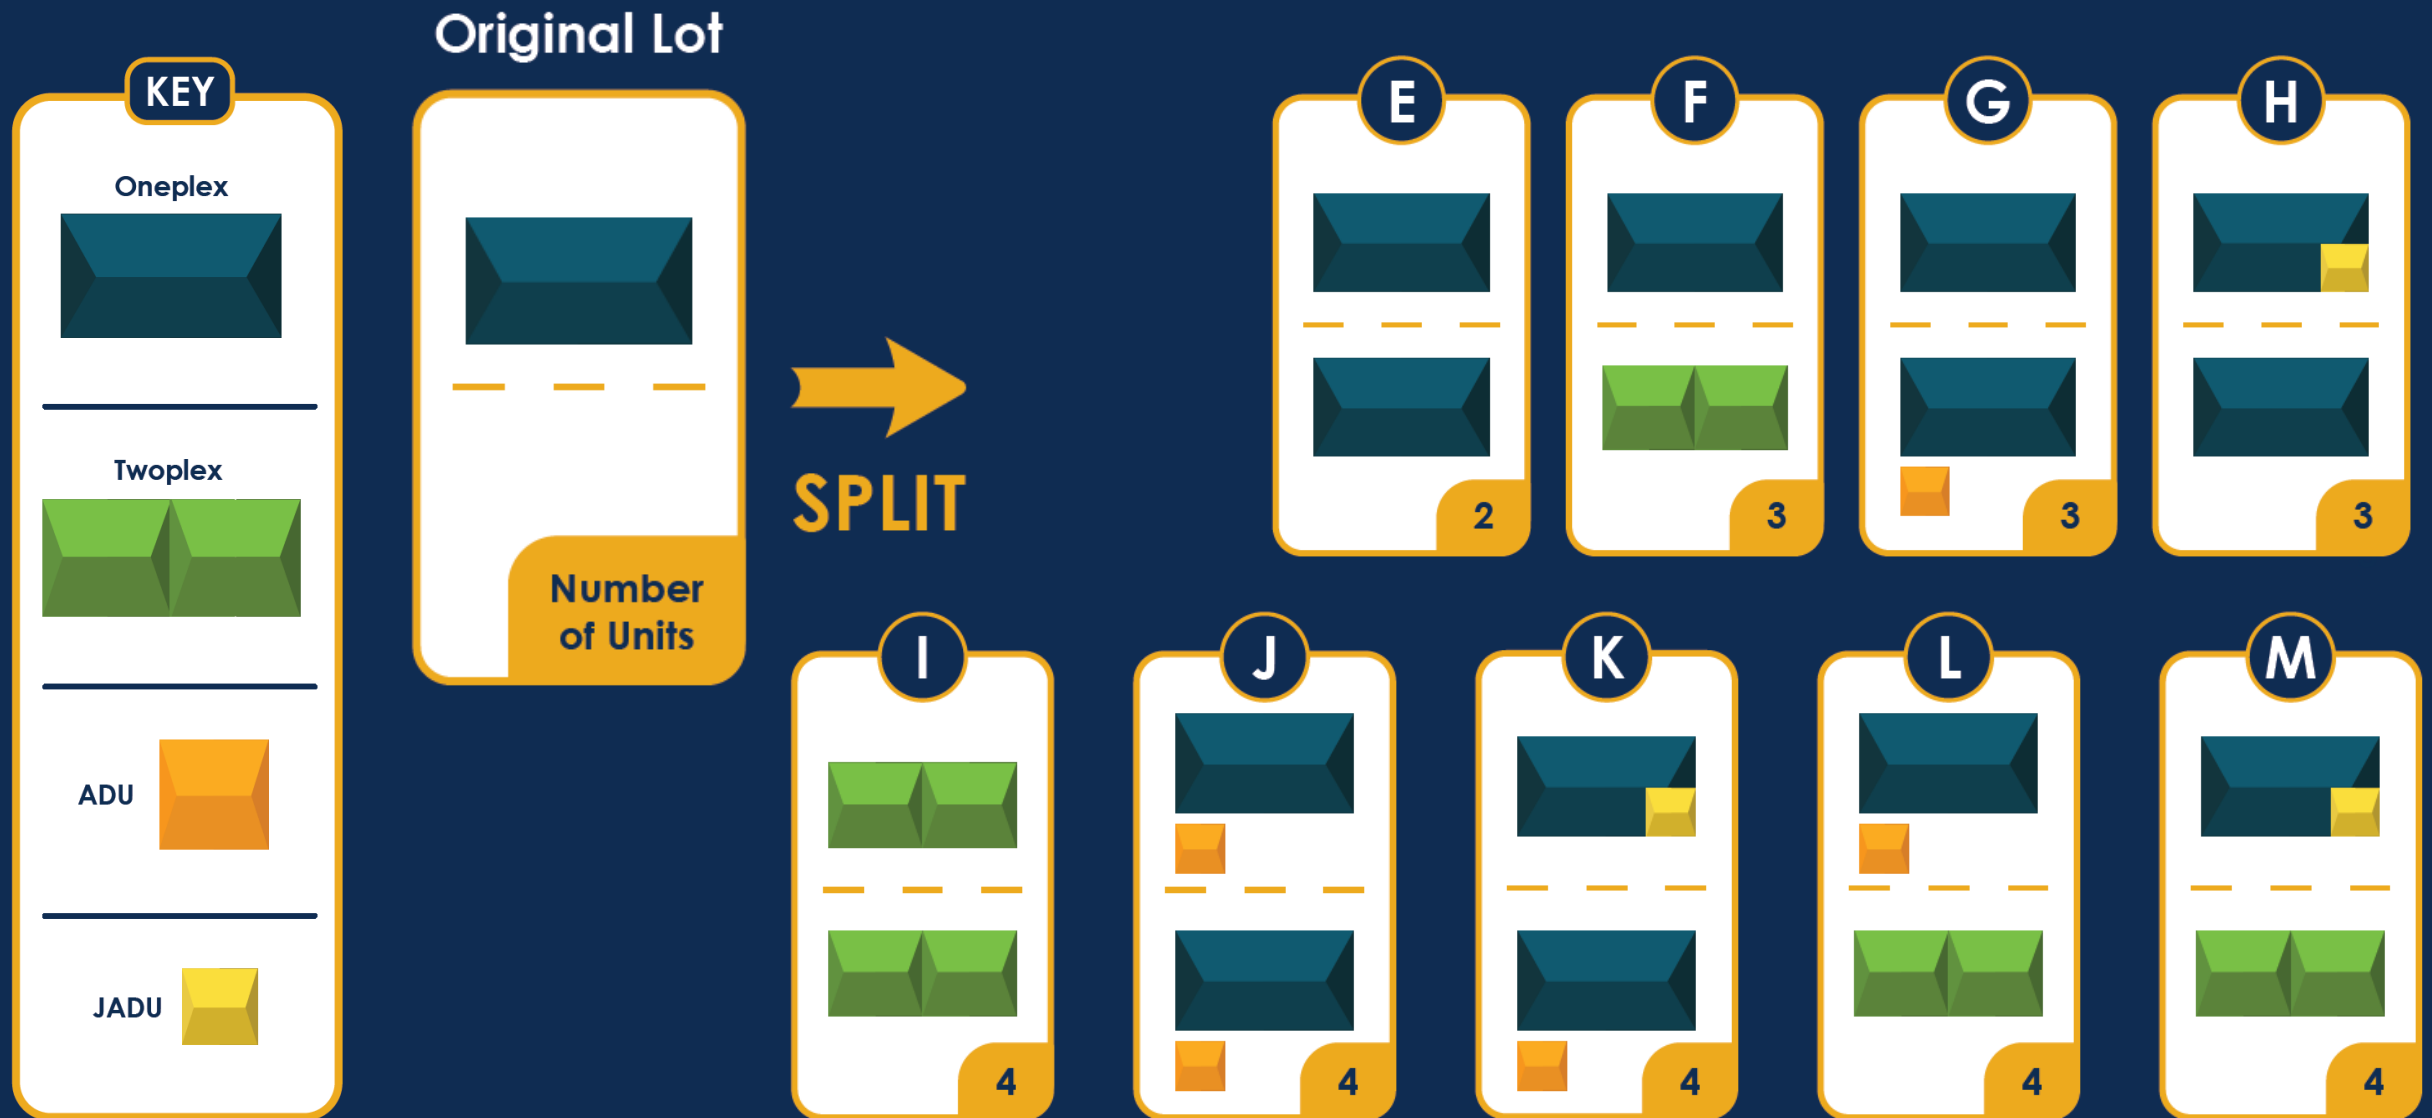 KEY
Oneplex
Twoplex
ADU
JADU
Original Lot
Number
of Units
SPLIT
E
2
F
3
G
3
H
3
I
4
J
4
K
4
L
4
M
4